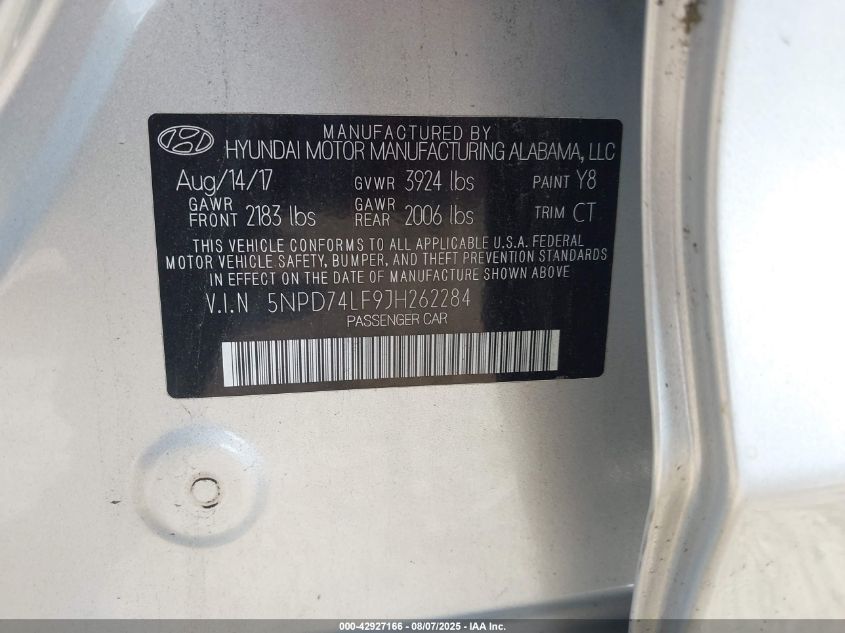 MANUFACTURED BY
HYUNDAI MOTOR MANUFACTURING ALABAMA, LLC
Aug/14/17 GVWR 3924 lbs PAINT Y8
GAWR FRONT 2183 lbs GAWR REAR 2006 lbs TRIM CT
THIS VEHICLE CONFORMS TO ALL APPLICABLE U.S.A. FEDERAL
MOTOR VEHICLE SAFETY, BUMPER, AND THEFT PREVENTION STANDARDS
IN EFFECT ON THE DATE OF MANUFACTURE SHOWN ABOVE.
V.I.N 5NPD74LF9JH262284
PASSENGER CAR
000-42927166 - 08/07/2025 - IAA Inc.